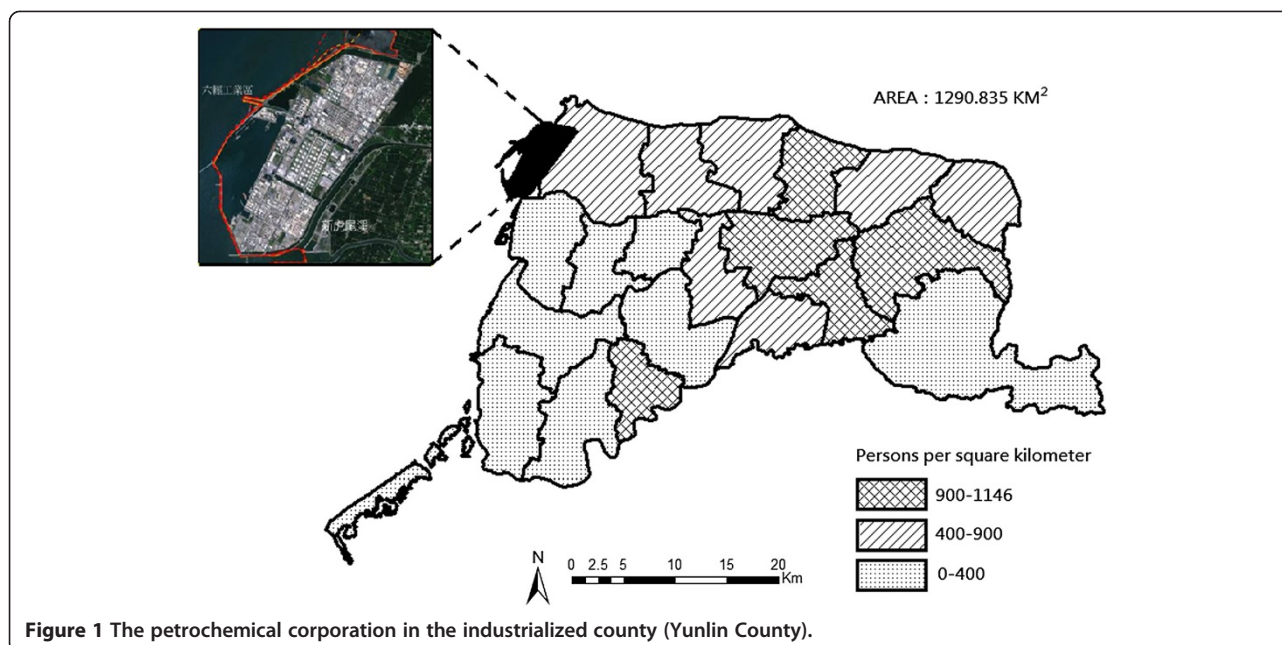 六輕工業區
新虎尾溪
AREA : 1290.835 KM²
Persons per square kilometer
900-1146
400-900
0-400
N
0 2.5 5 10 15 20
Km
Figure 1 The petrochemical corporation in the industrialized county (Yunlin County).